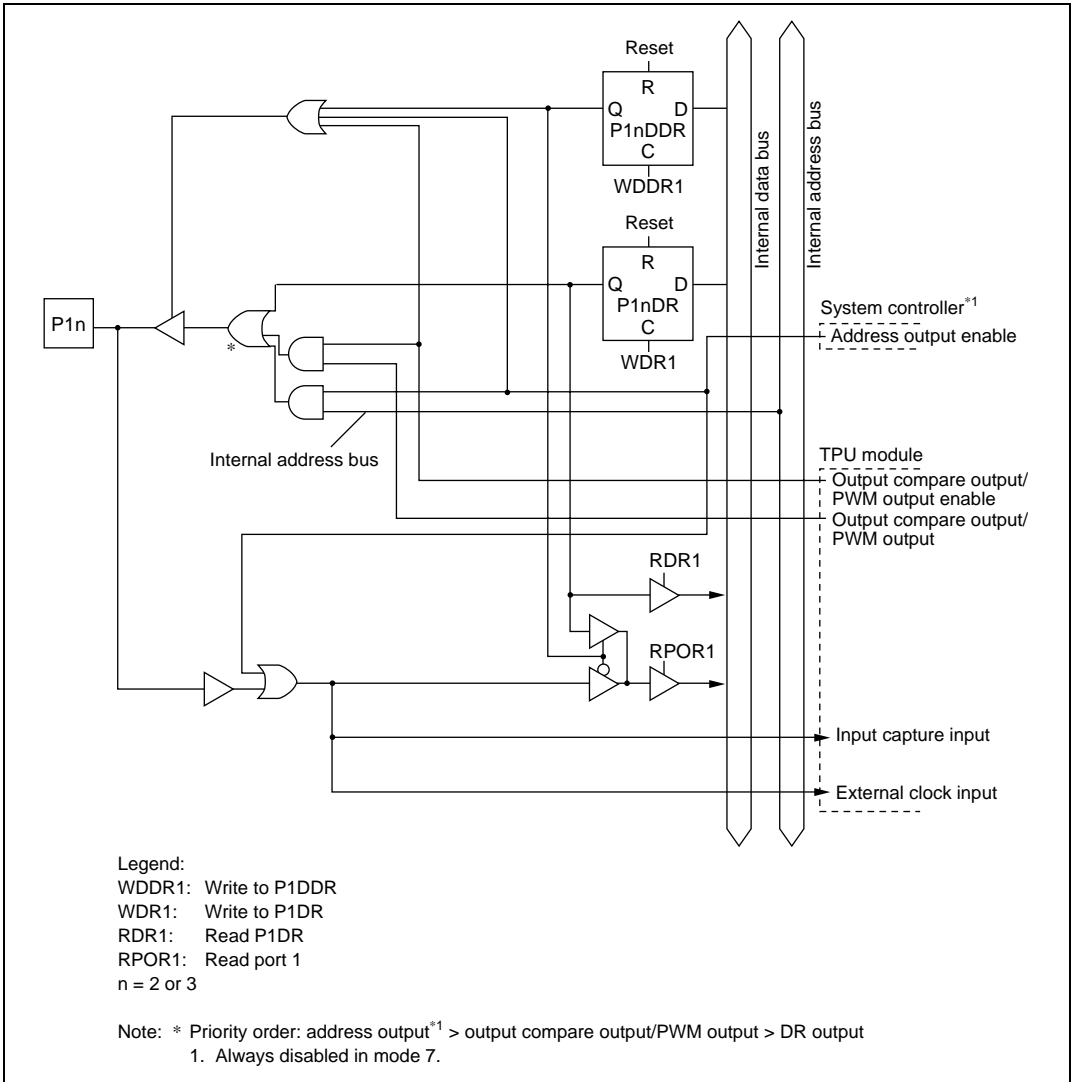 Reset
R
Q D
P1nDDR
C
WDDR1
Reset
R
Q D
P1nDR
C
WDR1
Internal data bus
Internal address bus
P1n
*
System controller*1
Address output enable
Internal address bus
TPU module
Output compare output/
PWM output enable
Output compare output/
PWM output
RDR1
RPOR1
Input capture input
External clock input
Legend:
WDDR1: Write to P1DDR
WDR1: Write to P1DR
RDR1: Read P1DR
RPOR1: Read port 1
n = 2 or 3
Note: * Priority order: address output*1 > output compare output/PWM output > DR output
1. Always disabled in mode 7.